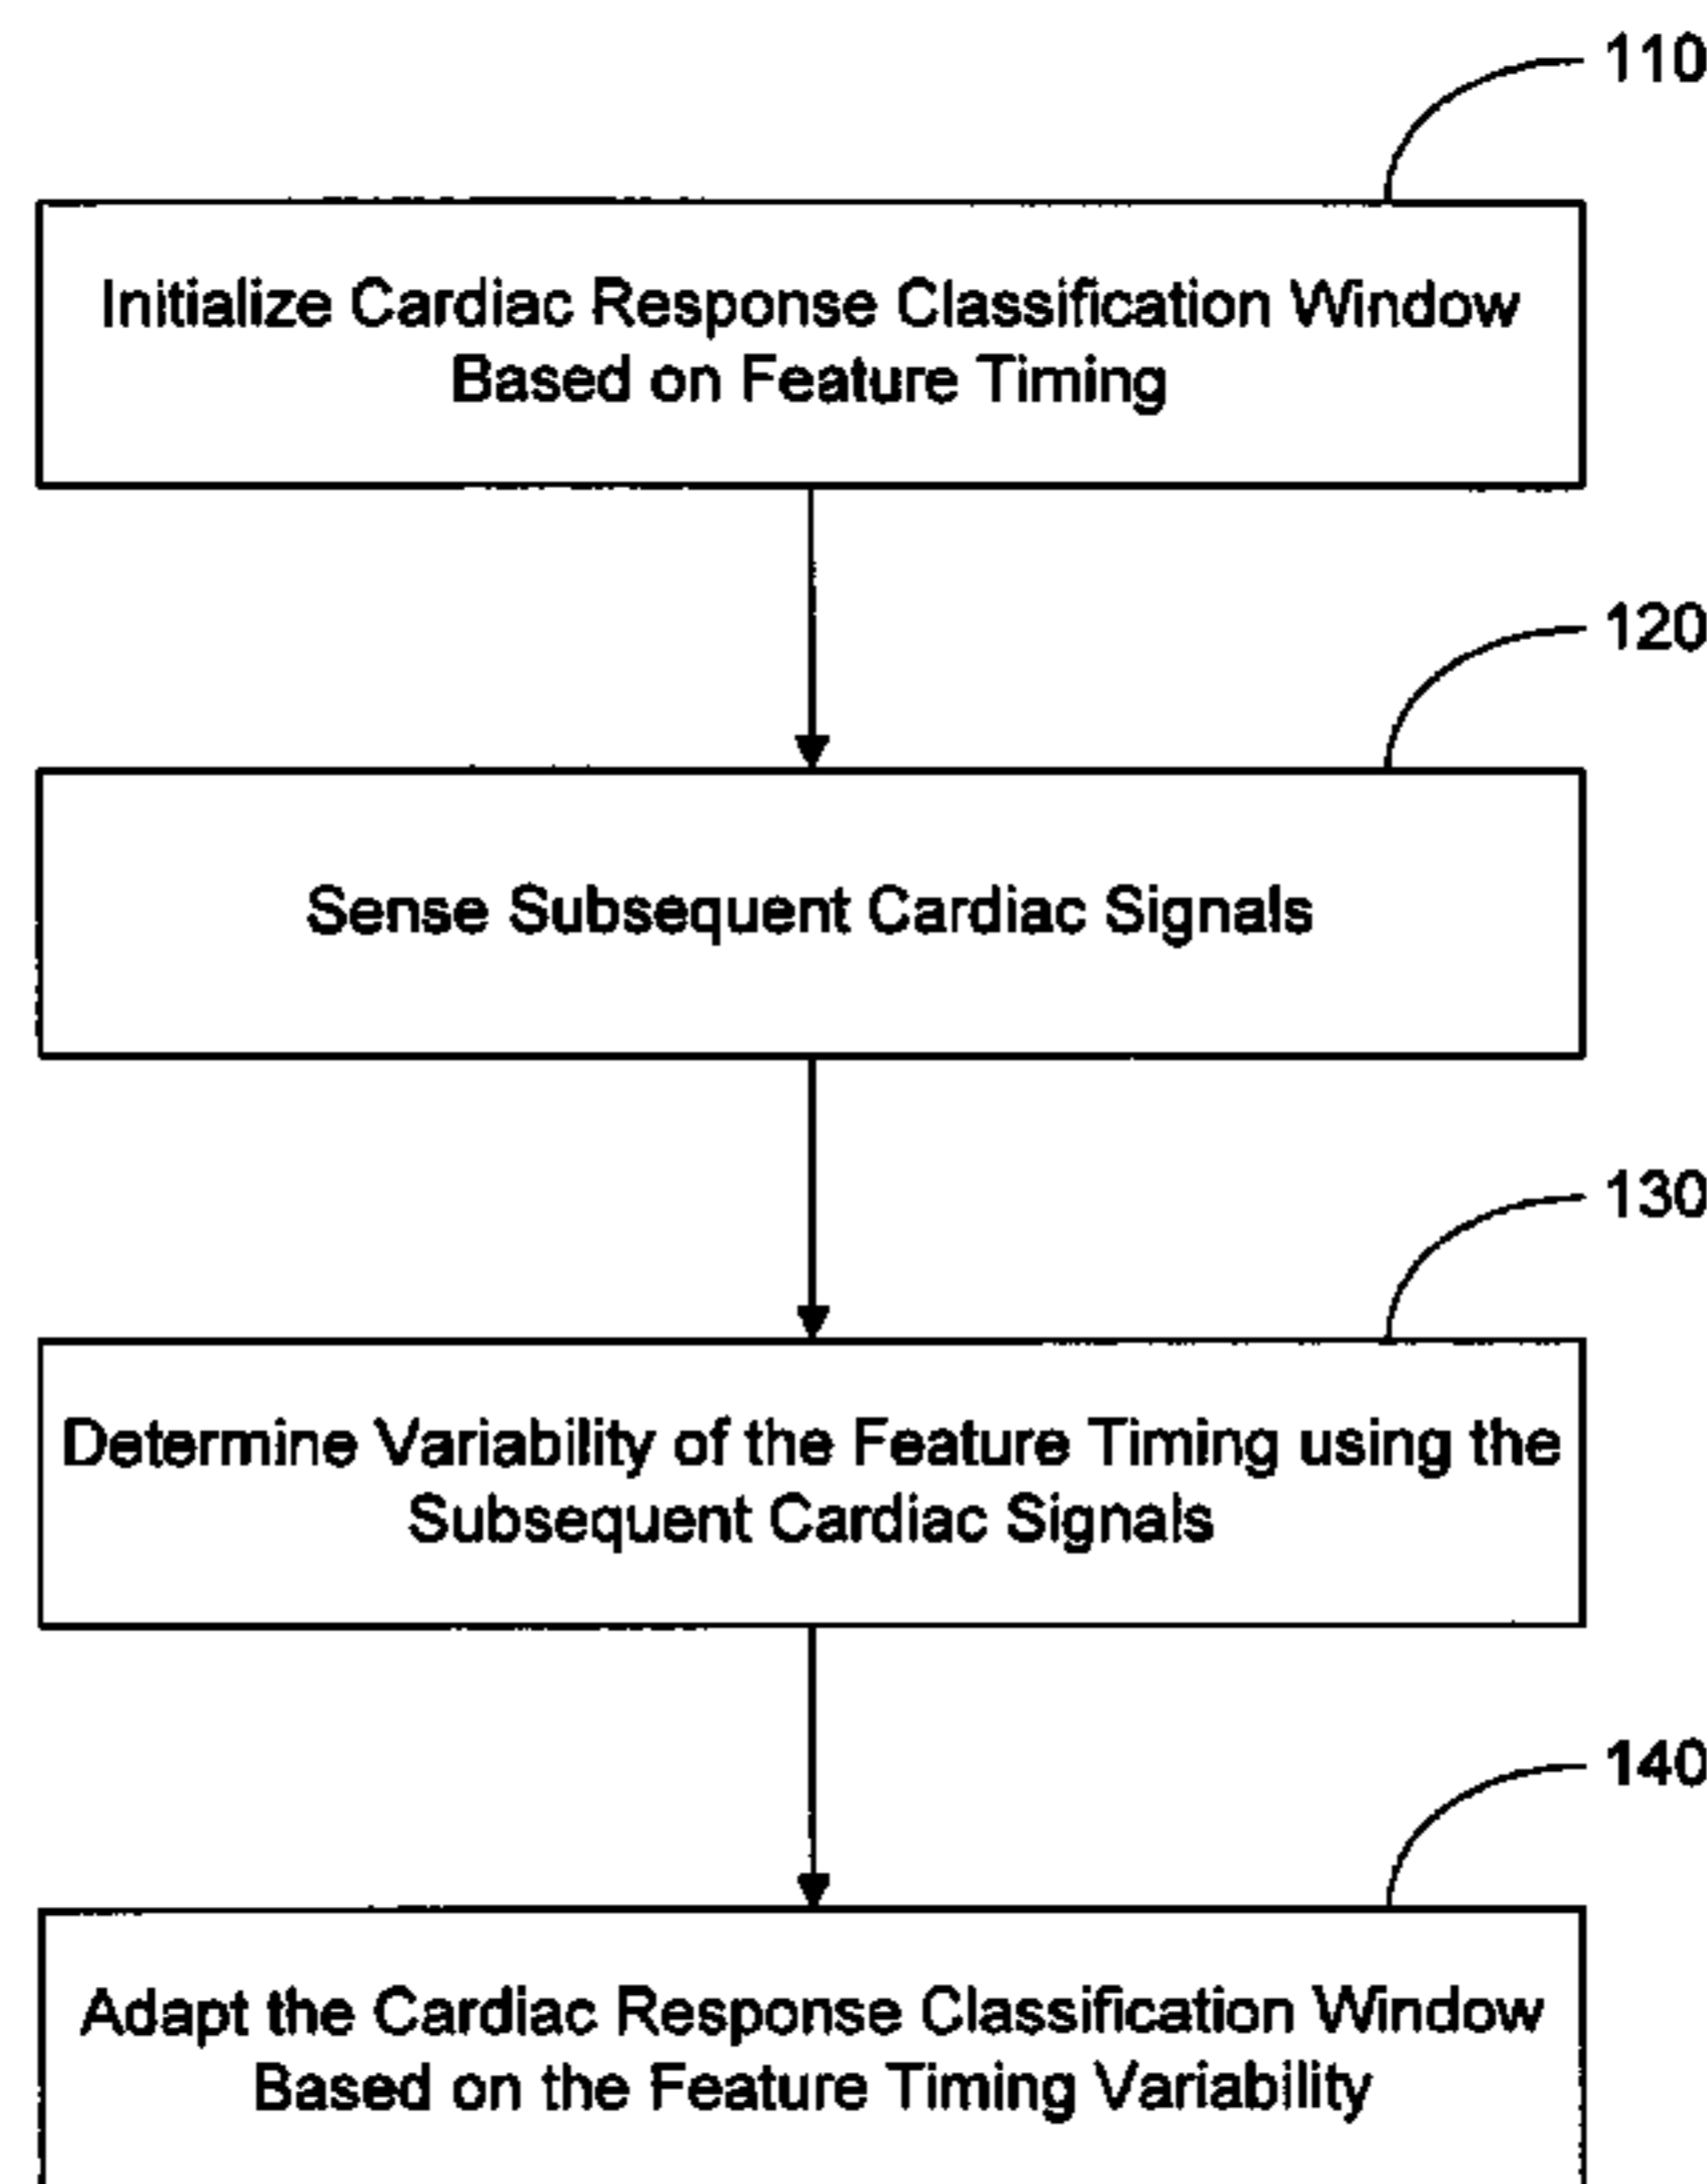 110
Initialize Cardiac Response Classification Window
Based on Feature Timing
120
Sense Subsequent Cardiac Signals
130
Determine Variability of the Feature Timing using the
Subsequent Cardiac Signals
140
Adapt the Cardiac Response Classification Window
Based on the Feature Timing Variability